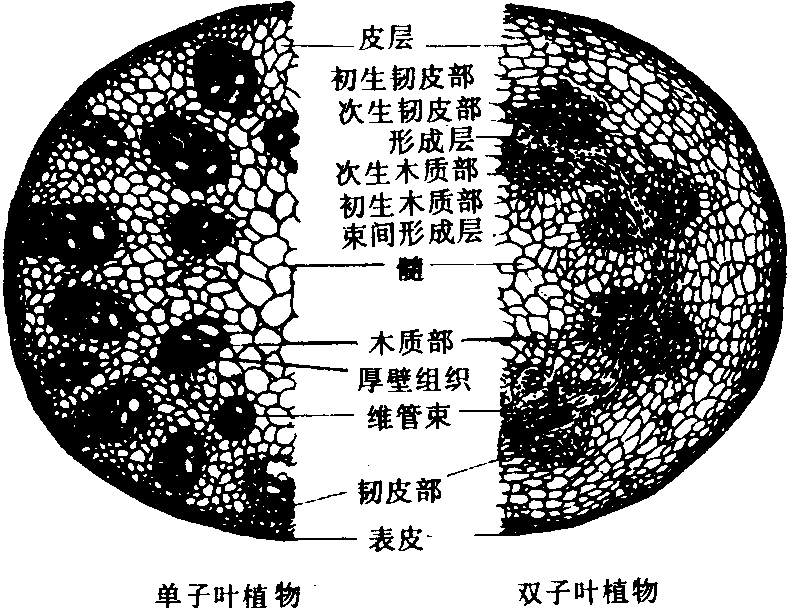 皮层
初生韧皮部
次生韧皮部
形成层
次生木质部
初生木质部
束间形成层
髓
木质部
厚壁组织
维管束
韧皮部
表皮
单子叶植物
双子叶植物